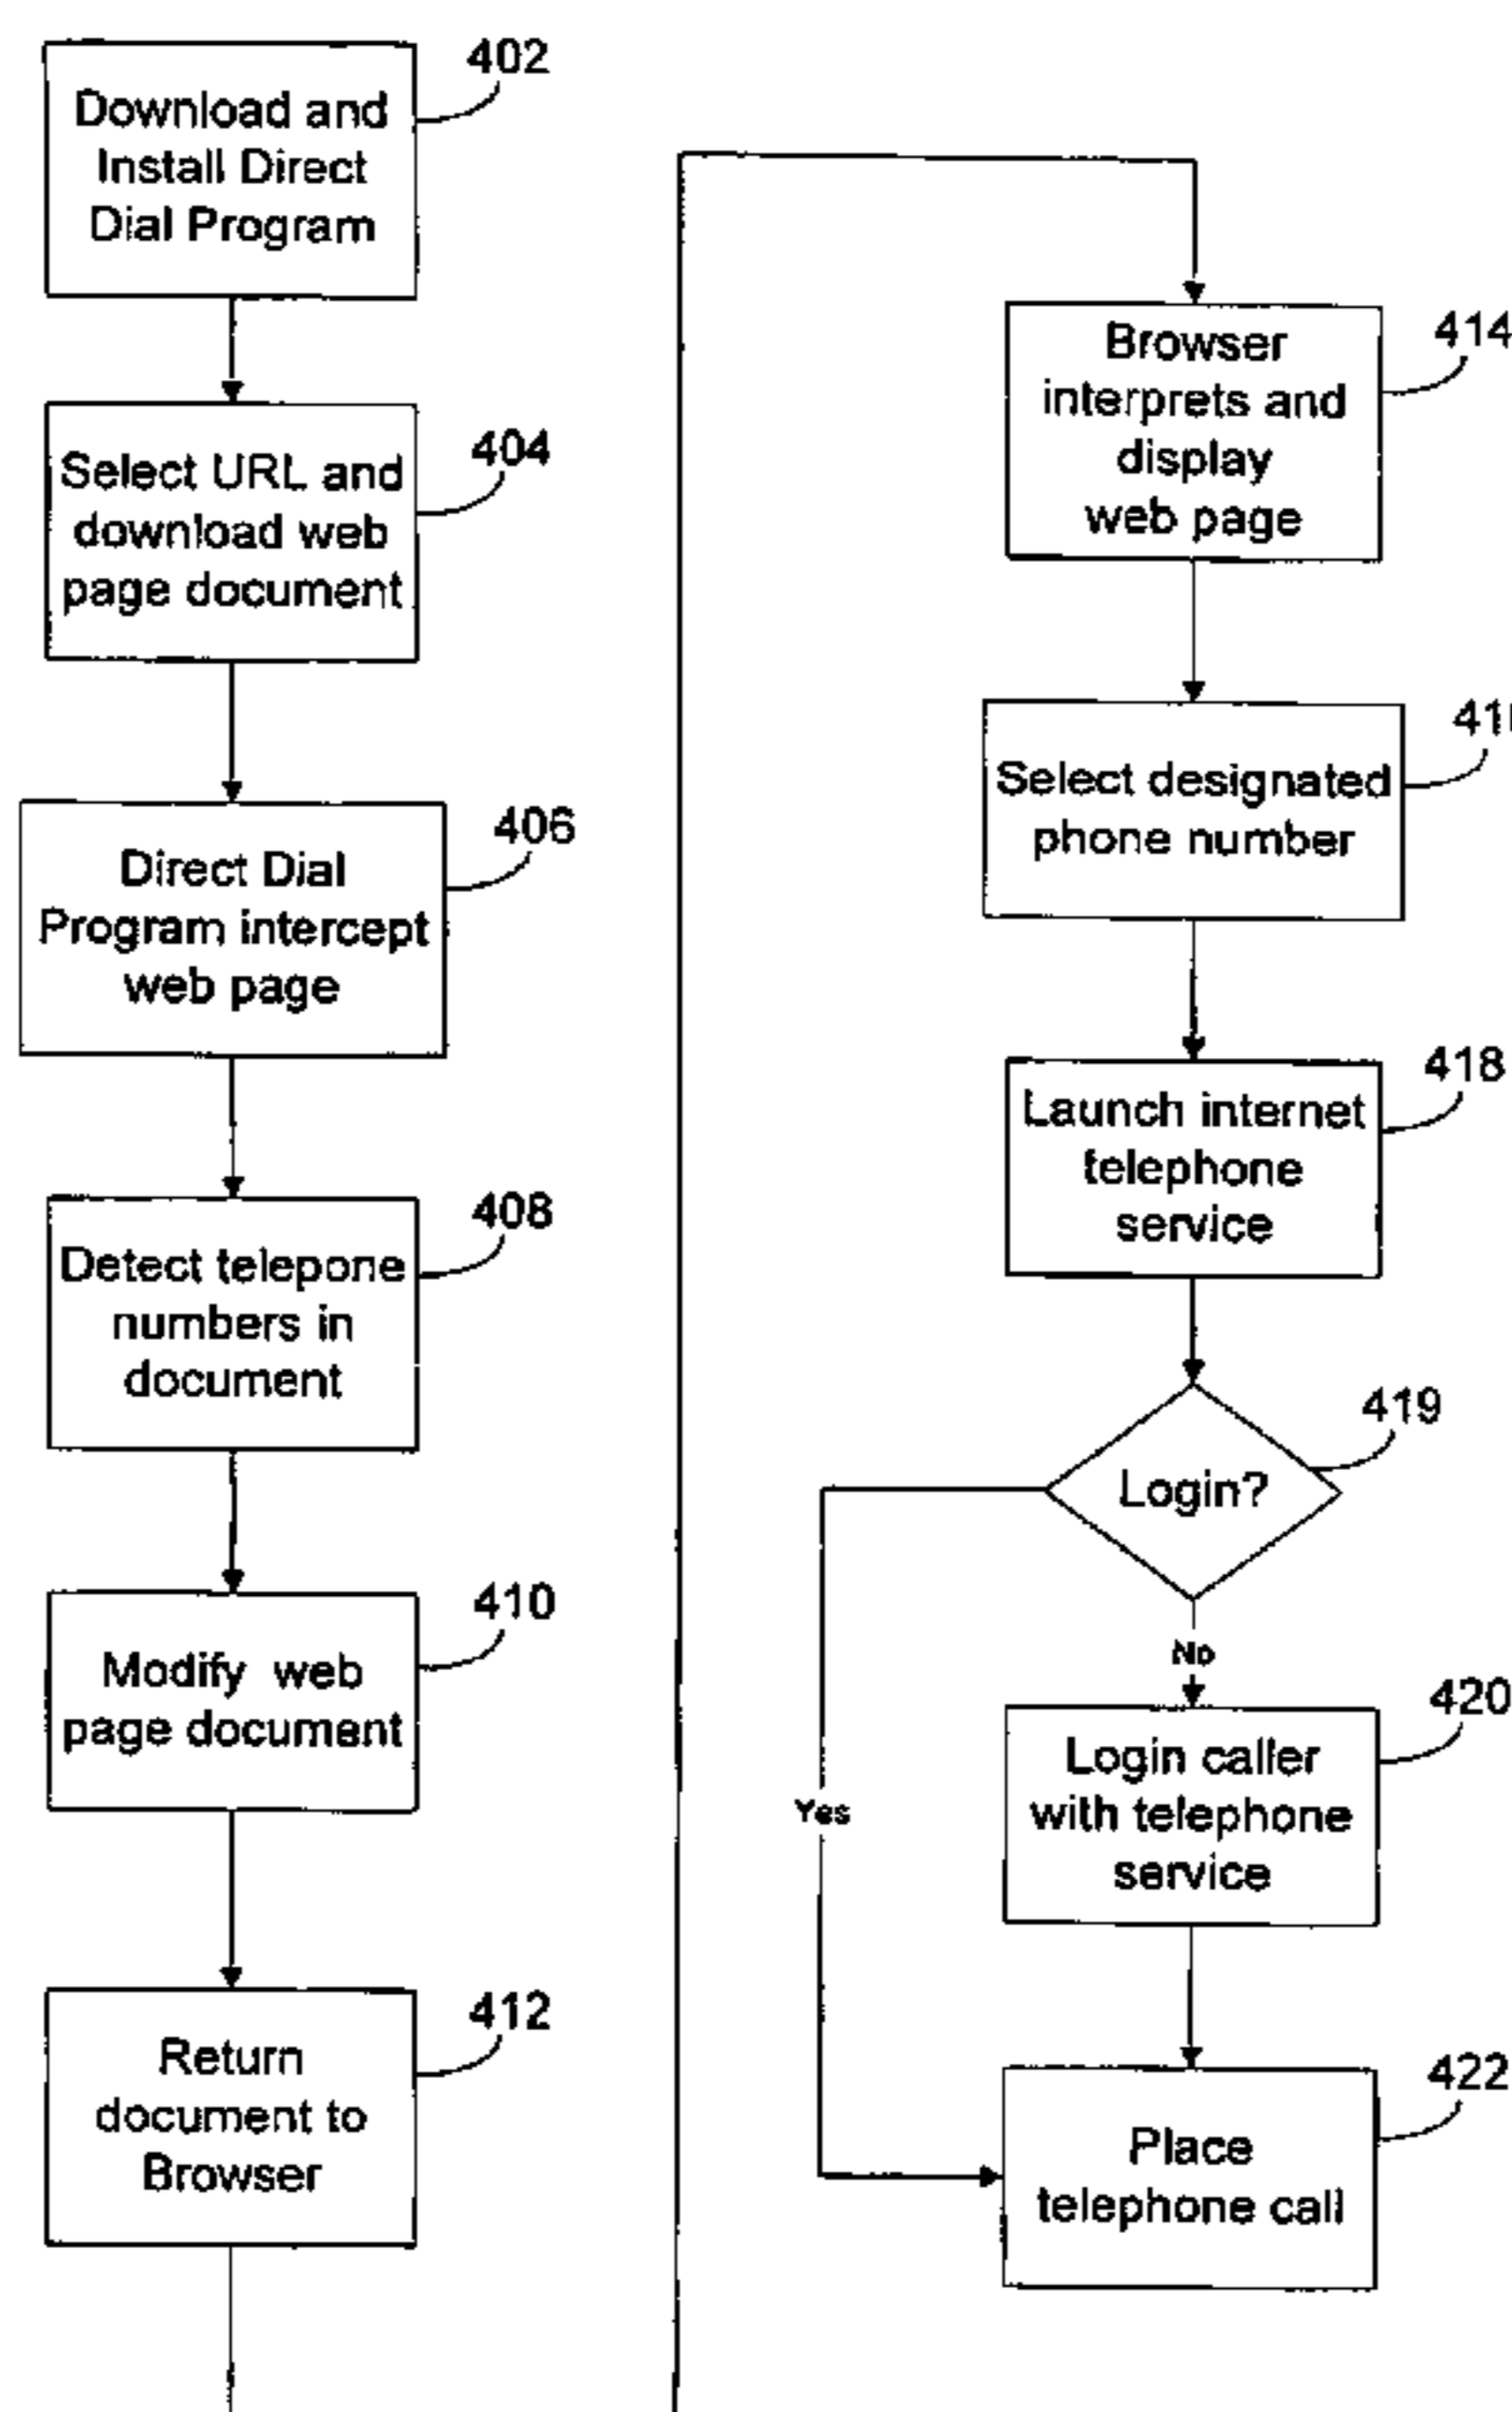 402
Download and
Install Direct
Dial Program
404
Select URL and
download web
page document
406
Direct Dial
Program intercept
web page
408
Detect telepone
numbers in
document
410
Modify web
page document
412
Return
document to
Browser
414
Browser
interprets and
display
web page
Select designated
phone number
418
Launch internet
telephone
service
419
Login?
No
Yes
420
Login caller
with telephone
service
422
Place
telephone call